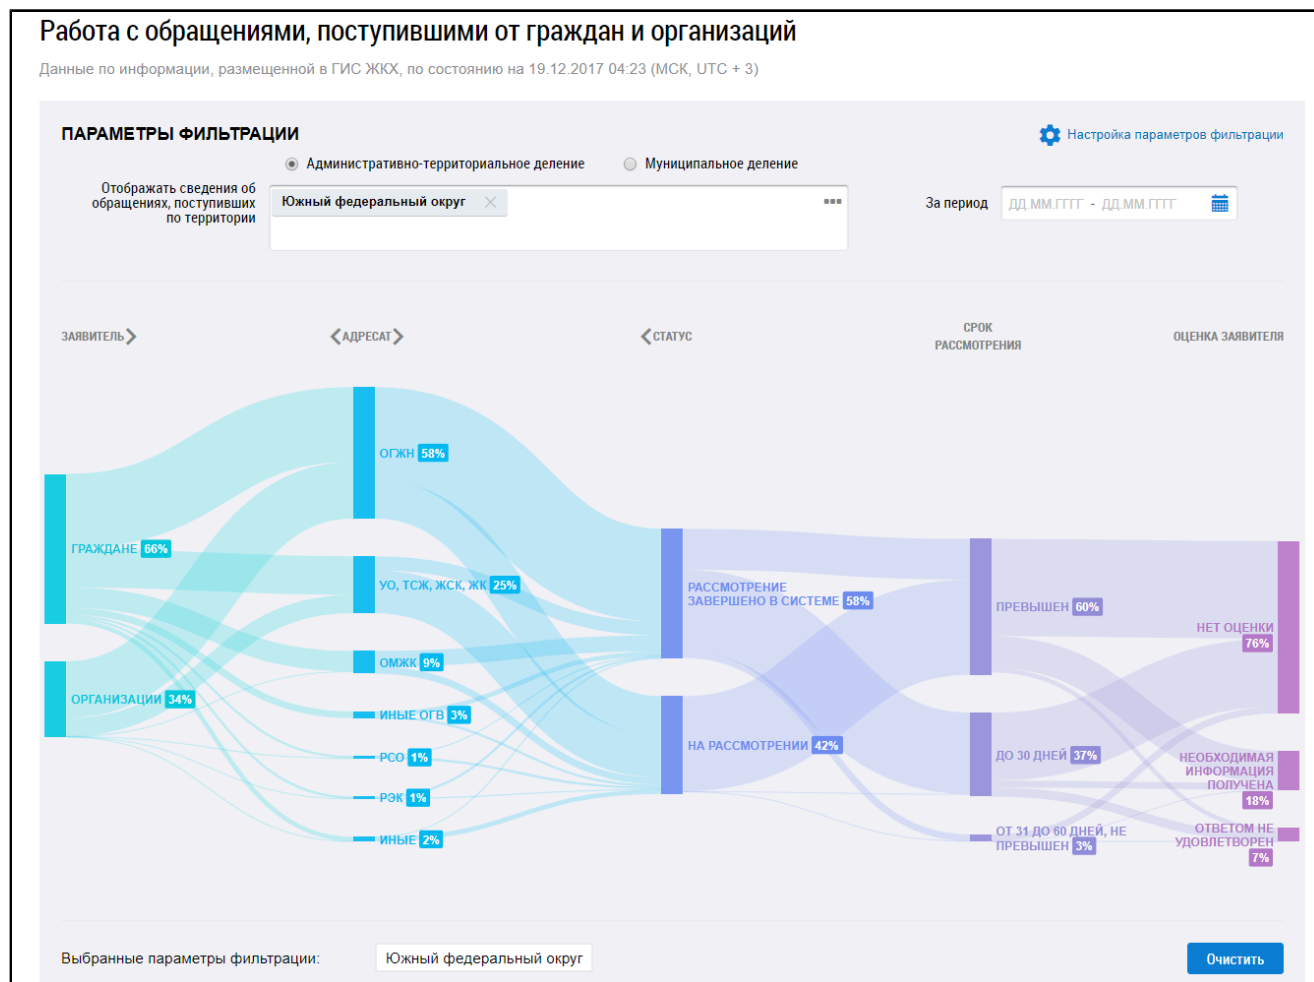 Работа с обращениями, поступившими от граждан и организаций
Данные по информации, размещенной в ГИС ЖКХ, по состоянию на 19.12.2017 04:23 (МСК, UTC + 3)
ПАРАМЕТРЫ ФИЛЬТРАЦИИ
Настройка параметров фильтрации
Административно-территориальное деление
Муниципальное деление
Отображать сведения об
обращениях, поступивших
по территории
Южный федеральный округ
За период
ДД.ММ.ГГГГ - ДД.ММ.ГГГГ
ЗАЯВИТЕЛЬ
АДРЕСАТ
СТАТУС
СРОК
РАССМОТРЕНИЯ
ОЦЕНКА ЗАЯВИТЕЛЯ
ГРАЖДАНЕ 66%
ОРГАНИЗАЦИИ 34%
ОГЖН 58%
УО, ТСЖ, ЖСК, ЖК 25%
ОМЖК 9%
ИНЫЕ ОГВ 3%
РСО 1%
РЭК 1%
ИНЫЕ 2%
РАССМОТРЕНИЕ
ЗАВЕРШЕНО В СИСТЕМЕ 58%
НА РАССМОТРЕНИИ 42%
ПРЕВЫШЕН 60%
ДО 30 ДНЕЙ 37%
ОТ 31 ДО 60 ДНЕЙ, НЕ
ПРЕВЫШЕН 3%
НЕТ ОЦЕНКИ
76%
НЕОБХОДИМАЯ
ИНФОРМАЦИЯ
ПОЛУЧЕНА
18%
ОТВЕТОМ НЕ
УДОВЛЕТВОРЕН
7%
Выбранные параметры фильтрации:
Южный федеральный округ
Очистить